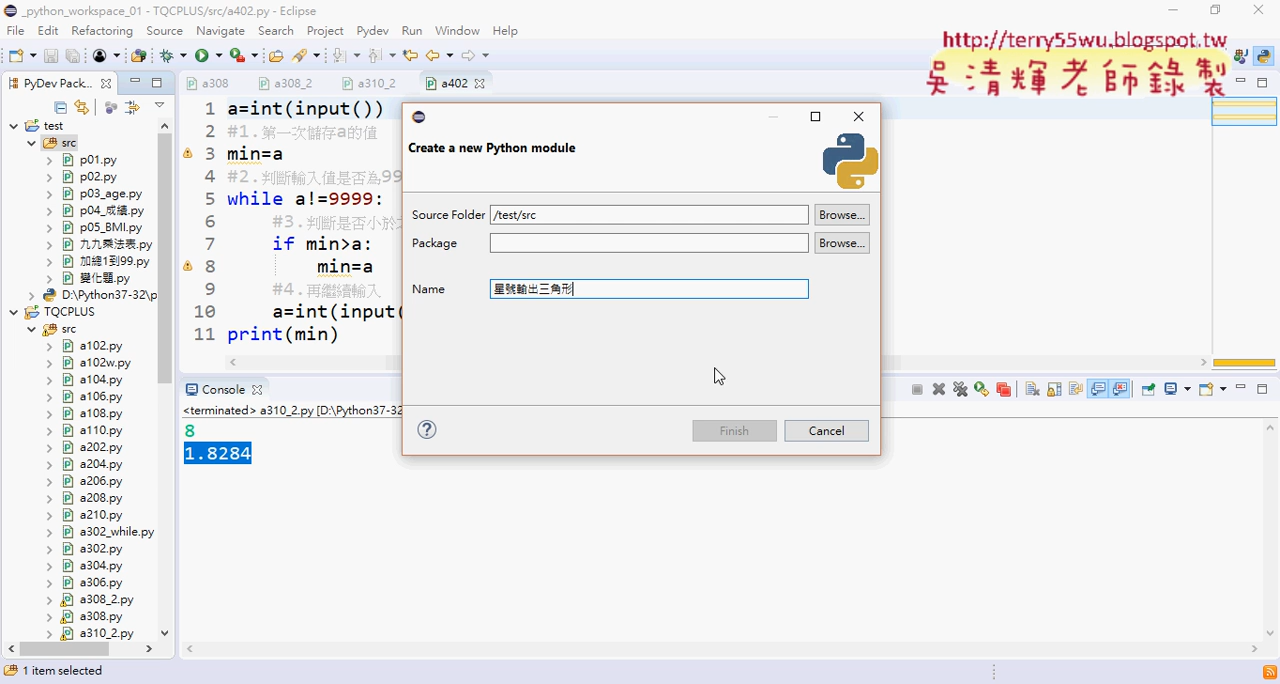 _python_workspace_01 - TQCPLUS/src/a402.py - Eclipse
File Edit Refactoring Source Navigate Search Project Pydev Run Window Help
http://terry55wu.blogspot.tw
吳清輝老師錄製
PyDev Pack...
a308
a308_2
a310_2
a402
test
src
p01.py
p02.py
p03_age.py
p04_成績.py
p05_BMI.py
九九乘法表.py
加總1到99.py
變化題.py
D:\Python37-32\p
TQCPLUS
src
a102.py
a102w.py
a104.py
a106.py
a108.py
a110.py
a202.py
a204.py
a206.py
a208.py
a210.py
a302_while.py
a302.py
a304.py
a306.py
a308_2.py
a308.py
a310_2.py
1 a=int(input())
2 #1.第一次儲存a的值
3 min=a
4 #2.判斷輸入值是否為99
5 while a!=9999:
6 #3.判斷是否小於
7 if min>a:
8 min=a
9 #4.再繼續輸入
10 a=int(input(
11 print(min)
Create a new Python module
Source Folder /test/src Browse...
Package Browse...
Name 星號輸出三角形
? Finish Cancel
Console
<terminated> a310_2.py [D:\Python37-32
8
1.8284
1 item selected